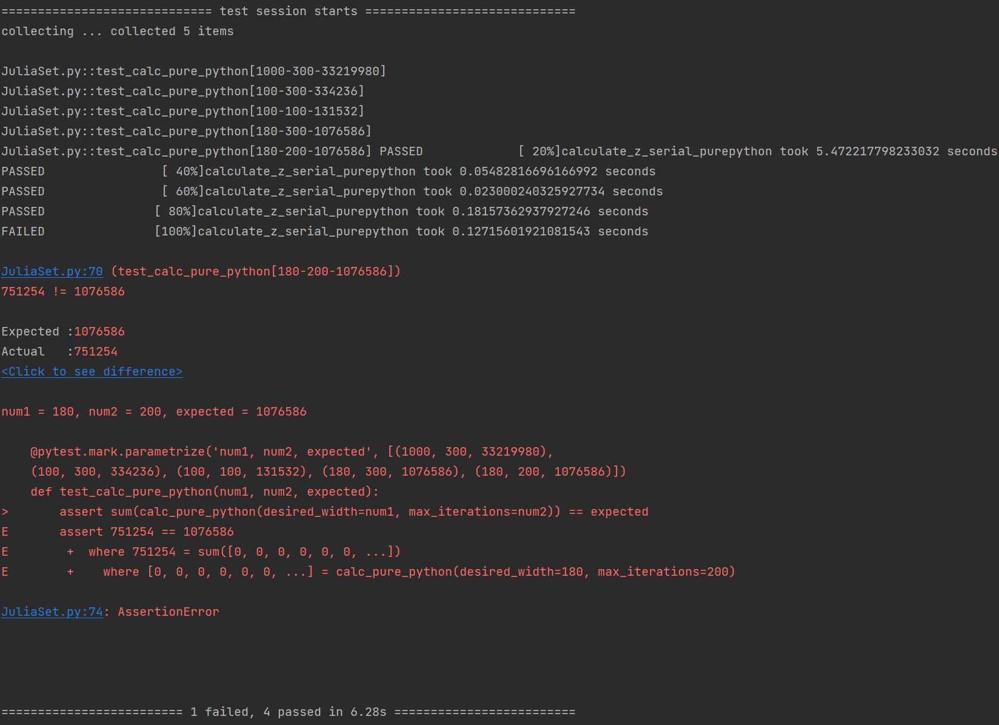 ============================= test session starts =============================
collecting ... collected 5 items
JuliaSet.py::test_calc_pure_python[1000-300-33219980]
JuliaSet.py::test_calc_pure_python[100-300-334236]
JuliaSet.py::test_calc_pure_python[100-100-131532]
JuliaSet.py::test_calc_pure_python[180-300-1076586]
JuliaSet.py::test_calc_pure_python[180-200-1076586] PASSED             [ 20%]calculate_z_serial_purepython took 5.472217798233032 seconds
PASSED                [ 40%]calculate_z_serial_purepython took 0.05482816696166992 seconds
PASSED                [ 60%]calculate_z_serial_purepython took 0.023000240325927734 seconds
PASSED               [ 80%]calculate_z_serial_purepython took 0.18157362937927246 seconds
FAILED               [100%]calculate_z_serial_purepython took 0.12715601921081543 seconds
JuliaSet.py:70 (test_calc_pure_python[180-200-1076586])
751254 != 1076586
Expected :1076586
Actual   :751254
<Click to see difference>
num1 = 180, num2 = 200, expected = 1076586
    @pytest.mark.parametrize('num1, num2, expected', [(1000, 300, 33219980),
    (100, 300, 334236), (100, 100, 131532), (180, 300, 1076586), (180, 200, 1076586)])
    def test_calc_pure_python(num1, num2, expected):
>       assert sum(calc_pure_python(desired_width=num1, max_iterations=num2)) == expected
E       assert 751254 == 1076586
E        +  where 751254 = sum([0, 0, 0, 0, 0, 0, ...])
E        +    where [0, 0, 0, 0, 0, 0, ...] = calc_pure_python(desired_width=180, max_iterations=200)
JuliaSet.py:74: AssertionError
========================= 1 failed, 4 passed in 6.28s =========================